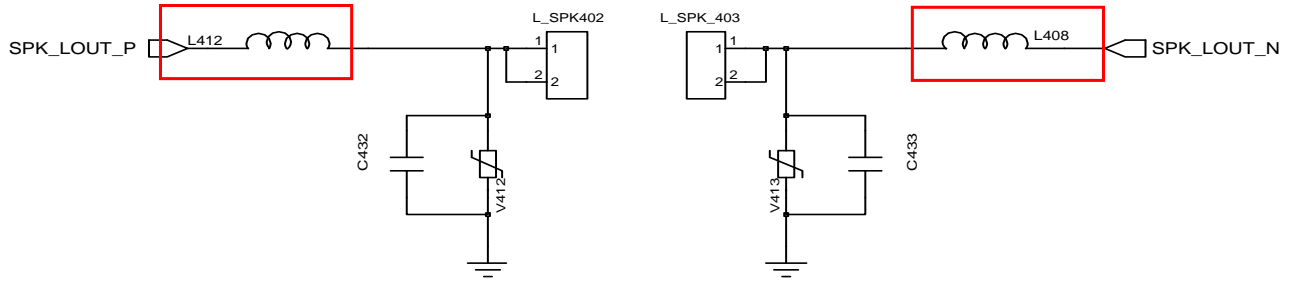 L_SPK402
L_SPK_403
SPK_LOUT_P
L412
1
1
2
2
1
1
2
2
L408
SPK_LOUT_N
C432
V412
V413
C433